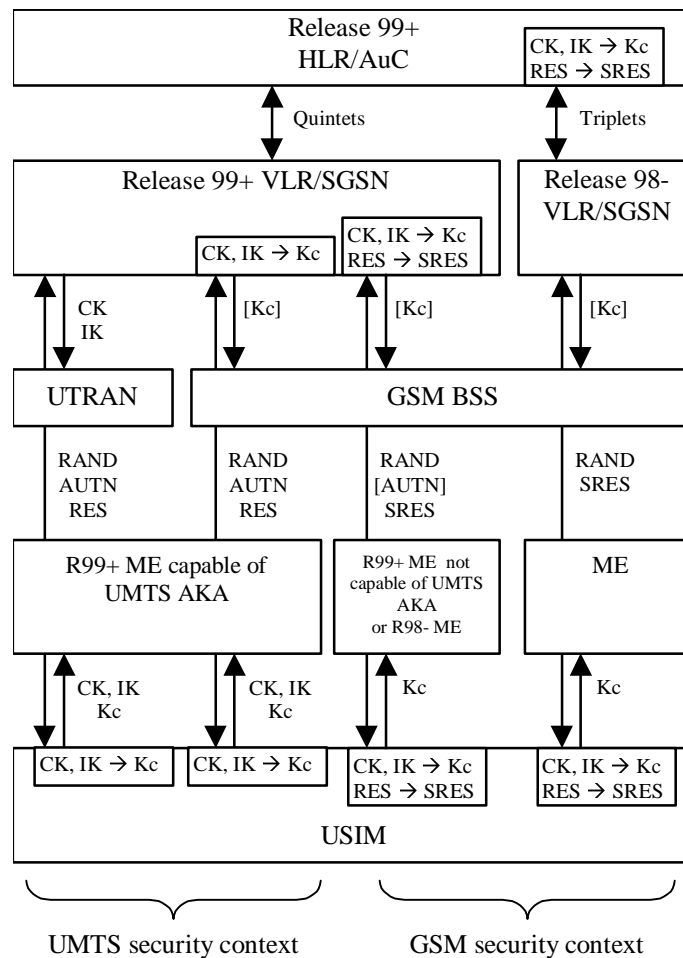 Release 99+
HLR/AuC
CK, IK → Kc
RES → SRES
Quintets
Triplets
Release 99+ VLR/SGSN
Release 98-
VLR/SGSN
CK, IK → Kc
CK, IK → Kc
RES → SRES
CK
IK
[Kc]
[Kc]
[Kc]
UTRAN
GSM BSS
RAND
AUTN
RES
RAND
AUTN
RES
RAND
[AUTN]
SRES
RAND
SRES
R99+ ME capable of
UMTS AKA
R99+ ME not
capable of UMTS
AKA
or R98- ME
ME
CK, IK
Kc
CK, IK
Kc
Kc
Kc
CK, IK → Kc
CK, IK → Kc
CK, IK → Kc
RES → SRES
CK, IK → Kc
RES → SRES
USIM
UMTS security context
GSM security context